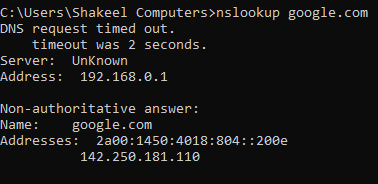 C:\Users\Shakeel Computers>nslookup google.com
DNS request timed out.
    timeout was 2 seconds.
Server:  UnKnown
Address:  192.168.0.1

Non-authoritative answer:
Name:    google.com
Addresses:  2a00:1450:4018:804::200e
          142.250.181.110